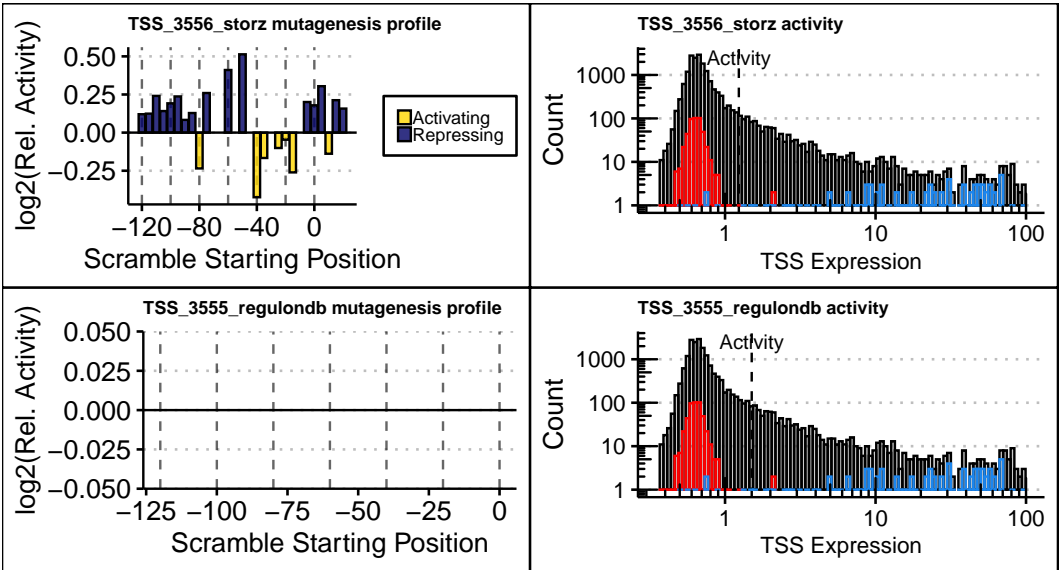 TSS_3556_storz mutagenesis profile
log2(Rel. Activity)
0.50
0.25
0.00
−0.25
−120 −80 −40 0
Scramble Starting Position
Activating
Repressing
TSS_3556_storz activity
Activity
Count
1000
100
10
1
1 10 100
TSS Expression
TSS_3555_regulondb mutagenesis profile
log2(Rel. Activity)
0.050
0.025
0.000
−0.025
−0.050
−125 −100 −75 −50 −25 0
Scramble Starting Position
TSS_3555_regulondb activity
Activity
Count
1000
100
10
1
1 10 100
TSS Expression